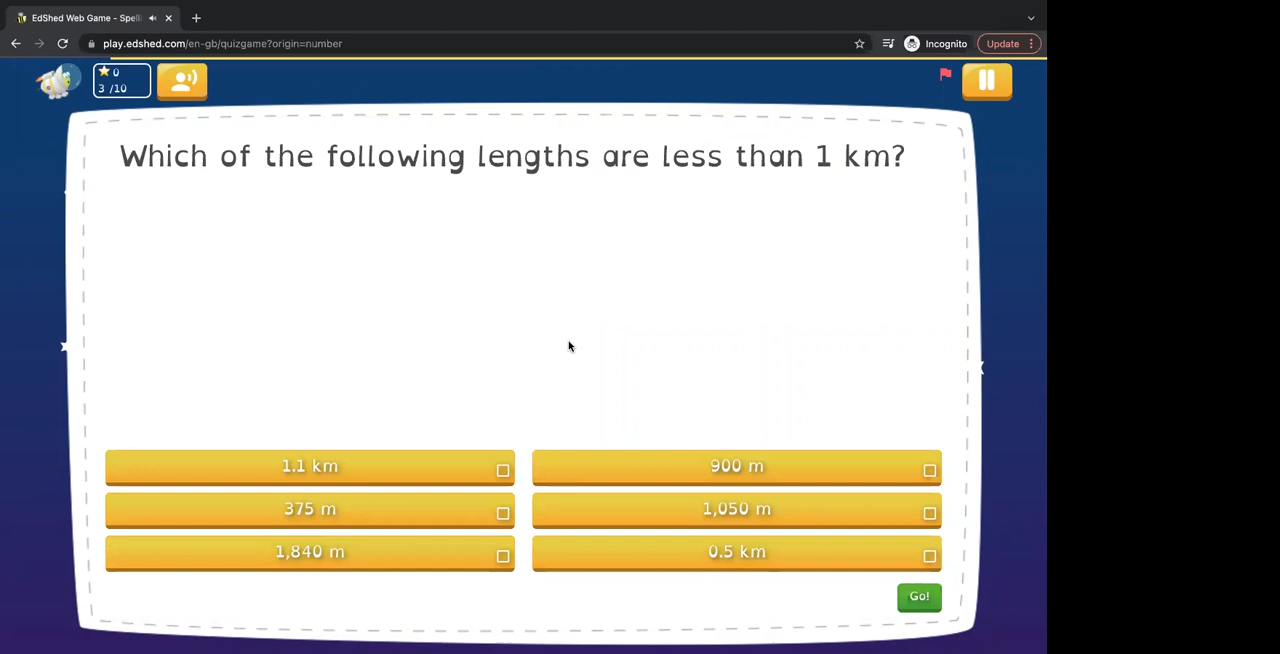 EdShed Web Game - Spelli
play.edshed.com/en-gb/quizgame?origin=number
Incognito
Update
0
3 /10
Which of the following lengths are less than 1 km?
1.1 km
900 m
375 m
1,050 m
1,840 m
0.5 km
Go!